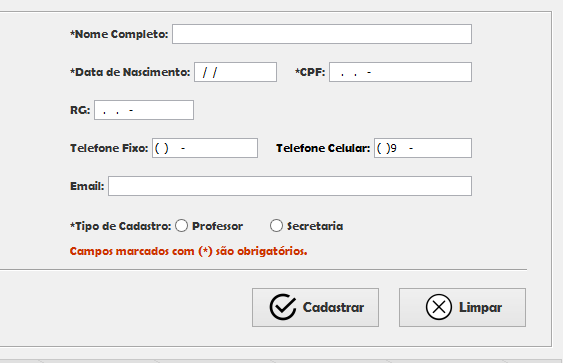 *Nome Completo:
*Data de Nascimento: / / *CPF: . . -
RG: . . -
Telefone Fixo: ( ) - Telefone Celular: ( )9 -
Email:
*Tipo de Cadastro: Professor Secretaria
Campos marcados com (*) são obrigatórios.
Cadastrar Limpar